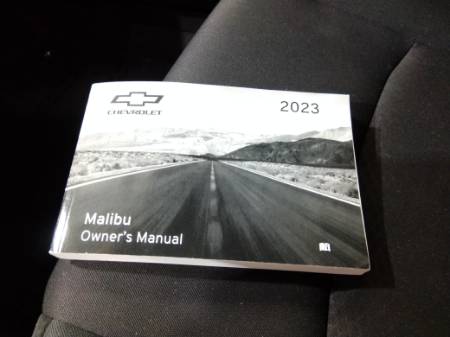 CHEVROLET
2023
Malibu
Owner's Manual